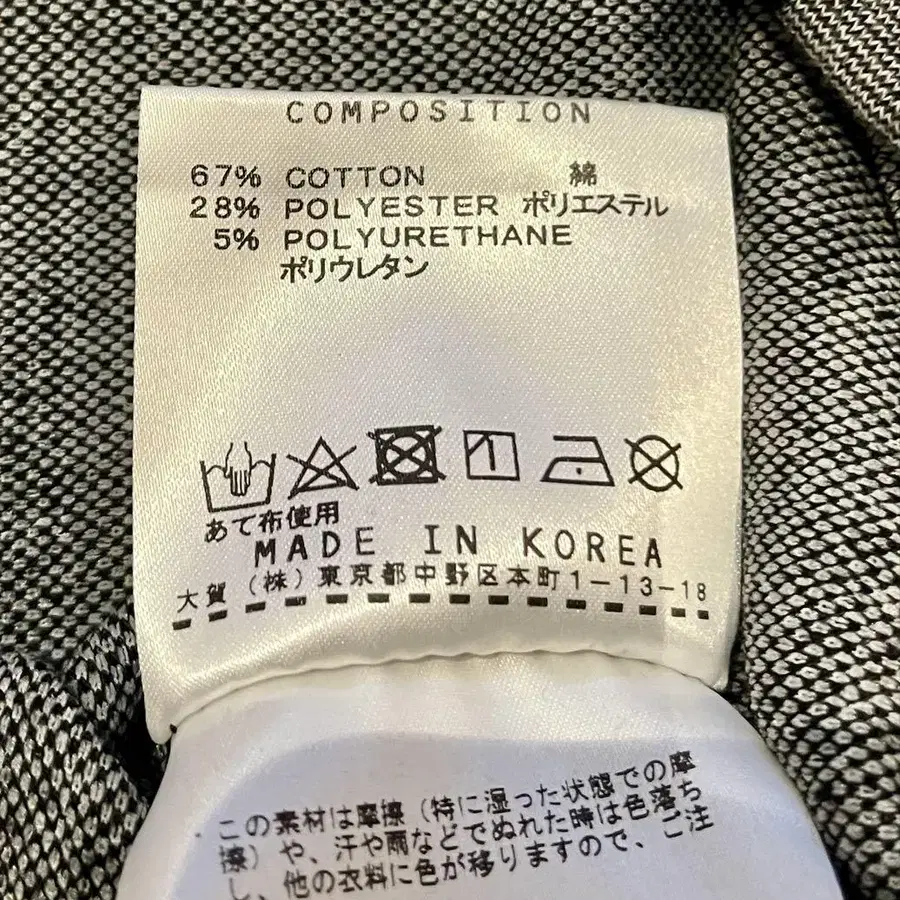 COMPOSITION
67% COTTON 綿
28% POLYESTER ポリエステル
5% POLYURETHANE
ポリウレタン
あて布使用
MADE IN KOREA
大賀(株)東京都中野区本町1-13-18
・この素材は摩擦(特に湿った状態での摩
擦)や、汗や雨などでぬれた時は色落ち
し、他の衣料に色が移りますので、ご注